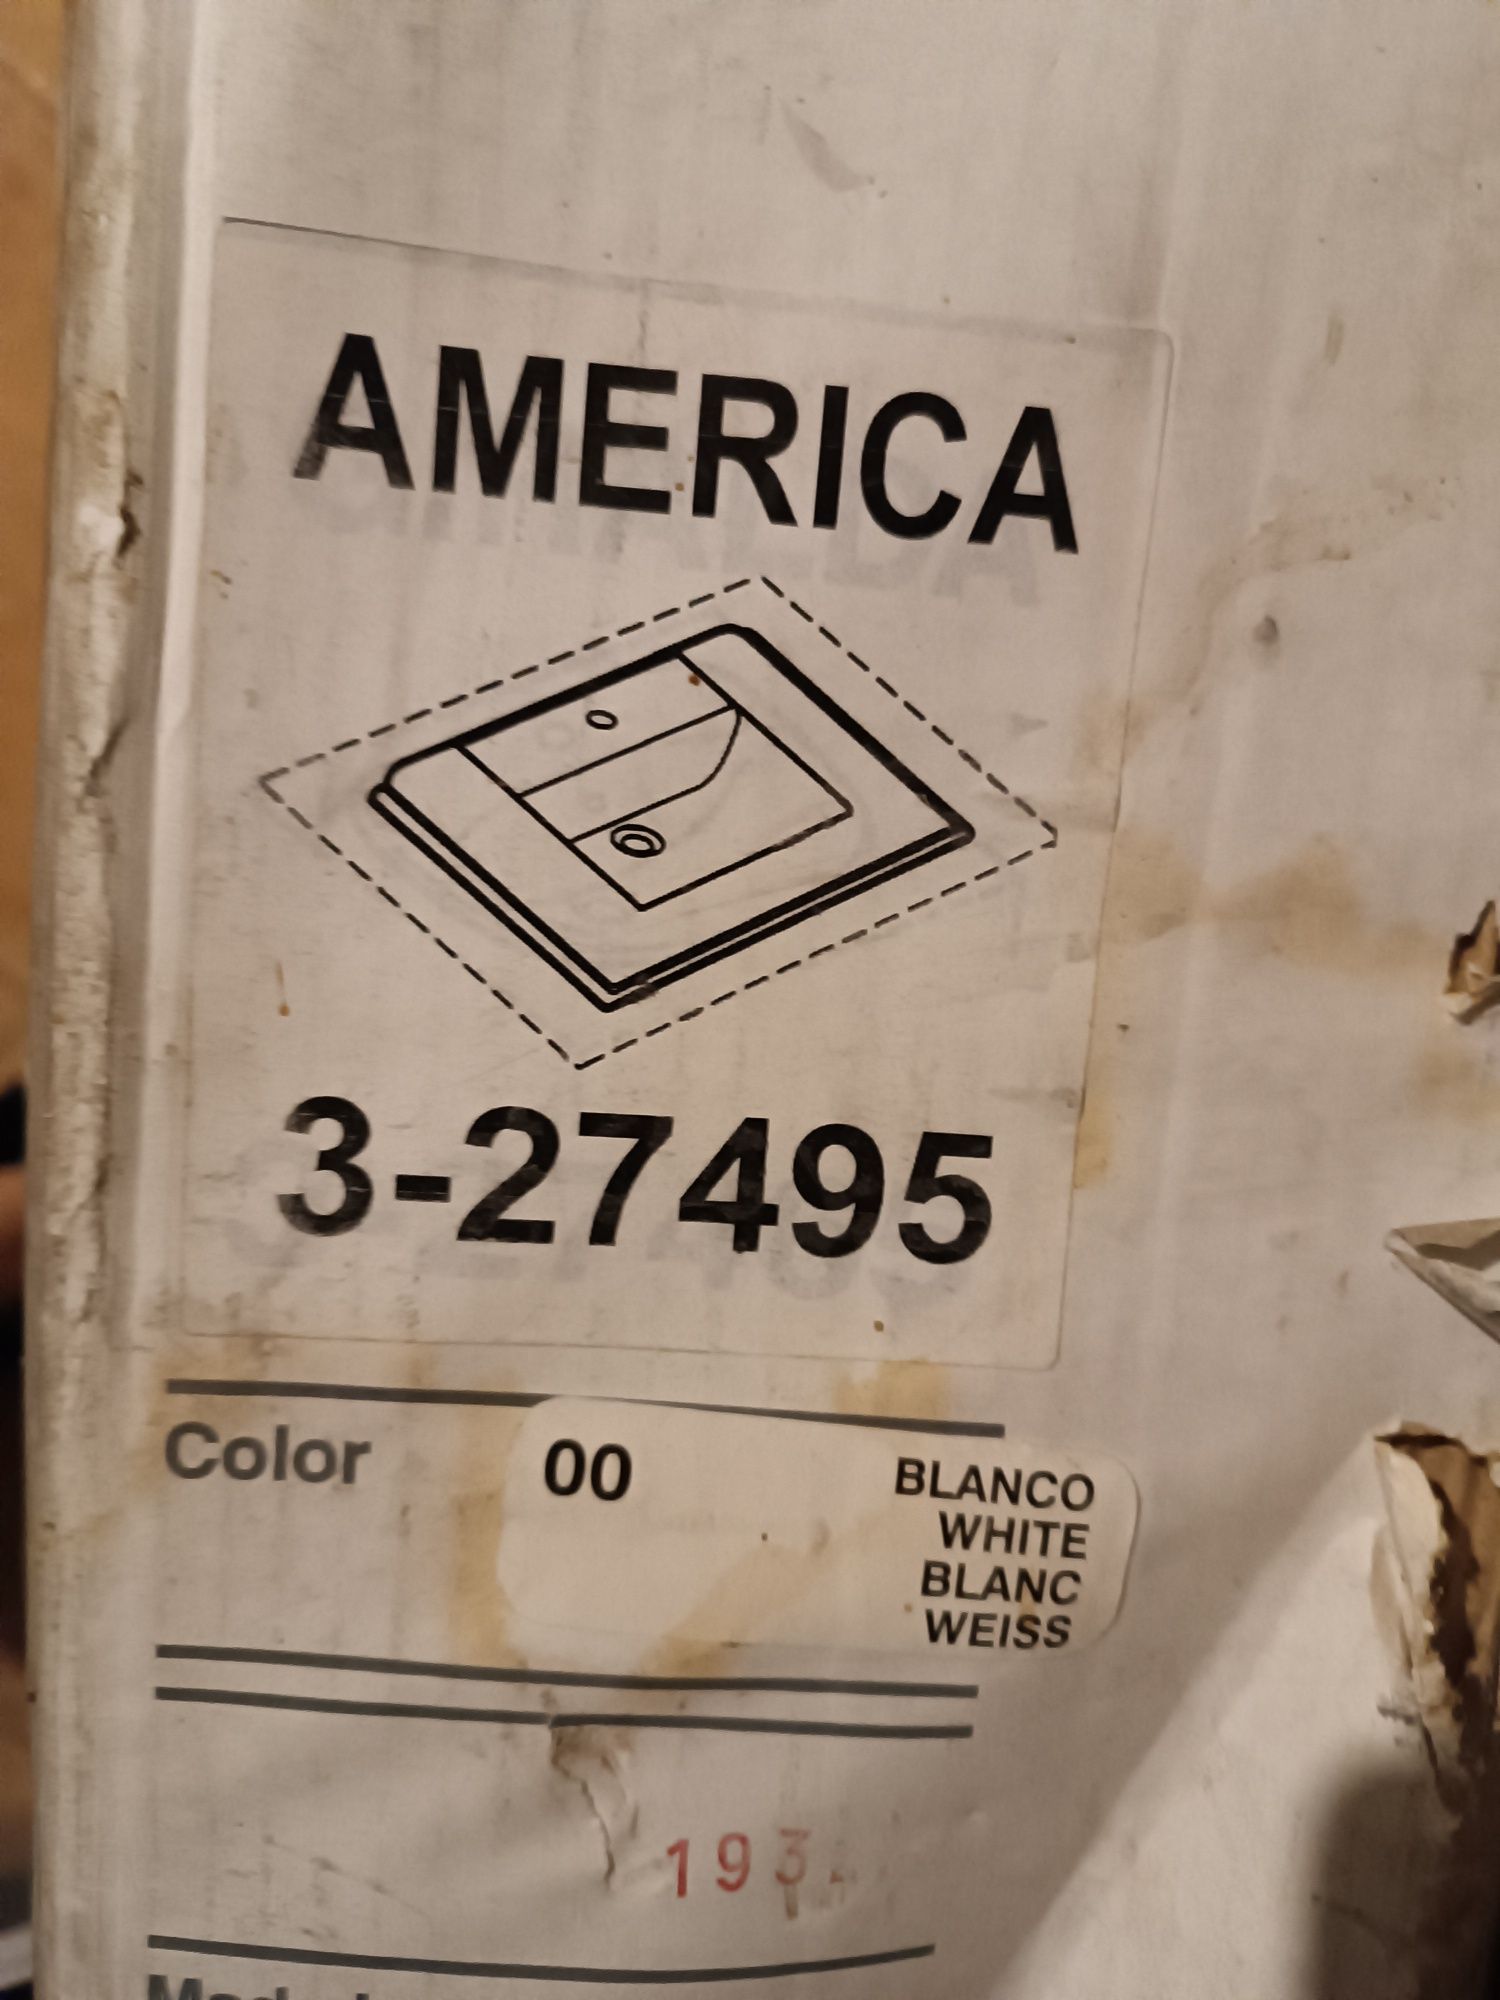 AMERICA
3-27495
Color 00 BLANCO
WHITE
BLANC
WEISS
193